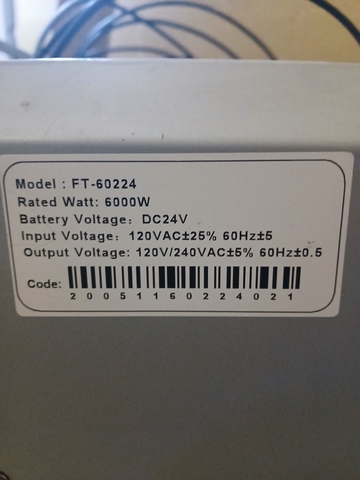 Model : FT-60224
Rated Watt: 6000W
Battery Voltage: DC24V
Input Voltage: 120VAC±25% 60Hz±5
Output Voltage: 120V/240VAC±5% 60Hz±0.5
Code:
20051160224021